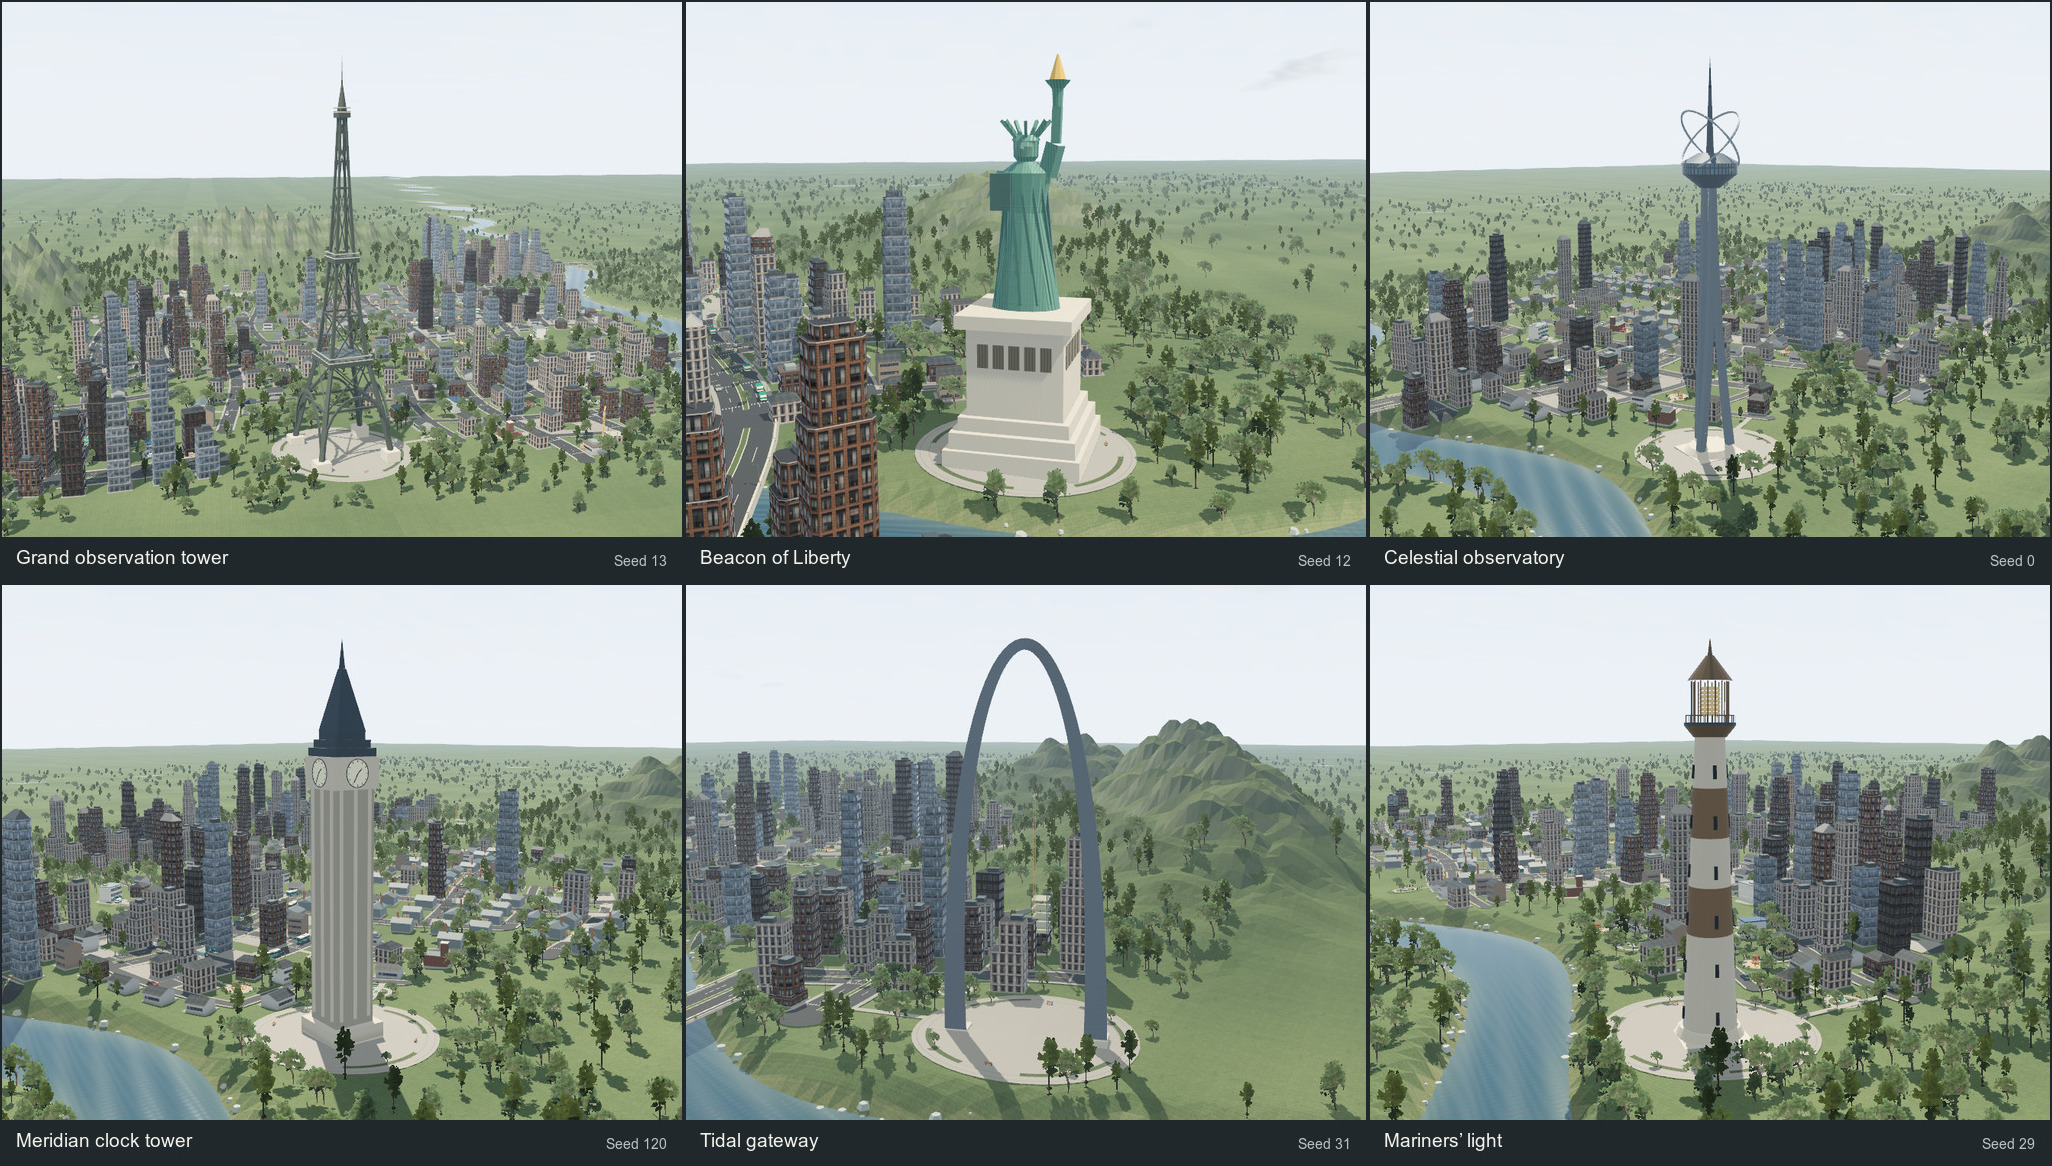 Grand observation tower
Seed 13
Beacon of Liberty
Seed 12
Celestial observatory
Seed 0
Meridian clock tower
Seed 120
Tidal gateway
Seed 31
Mariners’ light
Seed 29